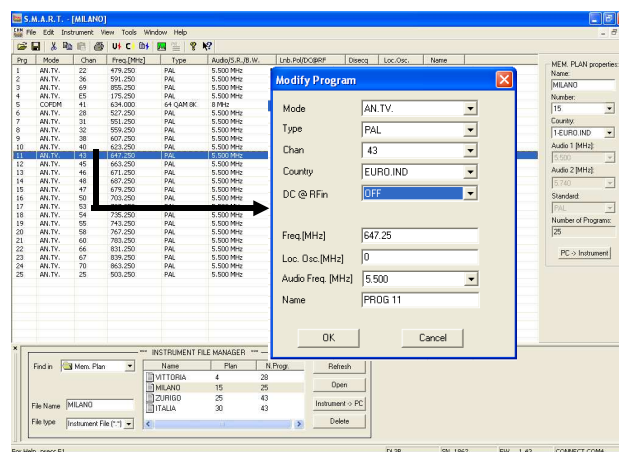 S.M.A.R.T. - [MILANO]
File Edit Instrument View Tools Window Help
Prg Mode Chan Freq.[MHz] Type Audio/S.R./B.W. Lnb.Pol/DC@RF Diseqc Loc.Osc. Name
1 AN.TV. 22 479.250 PAL 5.500 MHz
2 AN.TV. 36 591.250 PAL 5.500 MHz
3 AN.TV. 69 855.250 PAL 5.500 MHz
4 AN.TV. E5 175.250 PAL 5.500 MHz
5 COFDM 41 634.000 64 QAM 8K 8 MHz
6 AN.TV. 28 527.250 PAL 5.500 MHz
7 AN.TV. 31 551.250 PAL 5.500 MHz
8 AN.TV. 32 559.250 PAL 5.500 MHz
9 AN.TV. 38 607.250 PAL 5.500 MHz
10 AN.TV. 40 623.250 PAL 5.500 MHz
11 AN.TV. 43 647.250 PAL 5.500 MHz
12 AN.TV. 45 663.250 PAL 5.500 MHz
13 AN.TV. 46 671.250 PAL 5.500 MHz
14 AN.TV. 48 687.250 PAL 5.500 MHz
15 AN.TV. 47 679.250 PAL 5.500 MHz
16 AN.TV. 50 703.250 PAL 5.500 MHz
17 AN.TV. 53
18 AN.TV. 54 735.250 PAL 5.500 MHz
19 AN.TV. 55 743.250 PAL 5.500 MHz
20 AN.TV. 58 767.250 PAL 5.500 MHz
21 AN.TV. 60 783.250 PAL 5.500 MHz
22 AN.TV. 66 831.250 PAL 5.500 MHz
23 AN.TV. 67 839.250 PAL 5.500 MHz
24 AN.TV. 70 863.250 PAL 5.500 MHz
25 AN.TV. 25 503.250 PAL 5.500 MHz
Modify Program
Mode AN.TV.
Type PAL
Chan 43
Country EURO.IND
DC @ RFin OFF
Freq.[MHz] 647.25
Loc. Osc.[MHz] 0
Audio Freq. [MHz] 5.500
Name PROG 11
OK Cancel
MEM. PLAN properties:
Name:
MILANO
Number:
15
Country:
1-EURO.IND
Audio 1 [MHz]:
5.500
Audio 2 [MHz]:
5.740
Standard:
PAL
Number of Programs:
25
PC -> Instrument
*** INSTRUMENT FILE MANAGER ***
Find in Mem. Plan
Name Plan N.Progr.
VITTORIA 4 28
MILANO 15 25
ZURIGO 25 43
ITALIA 30 43
File Name MILANO
File type Instrument File (*.*)
Refresh
Open
Instrument -> PC
Delete
For Help, press F1
SN. 1862 FW. 1.43 CONNECT COM4